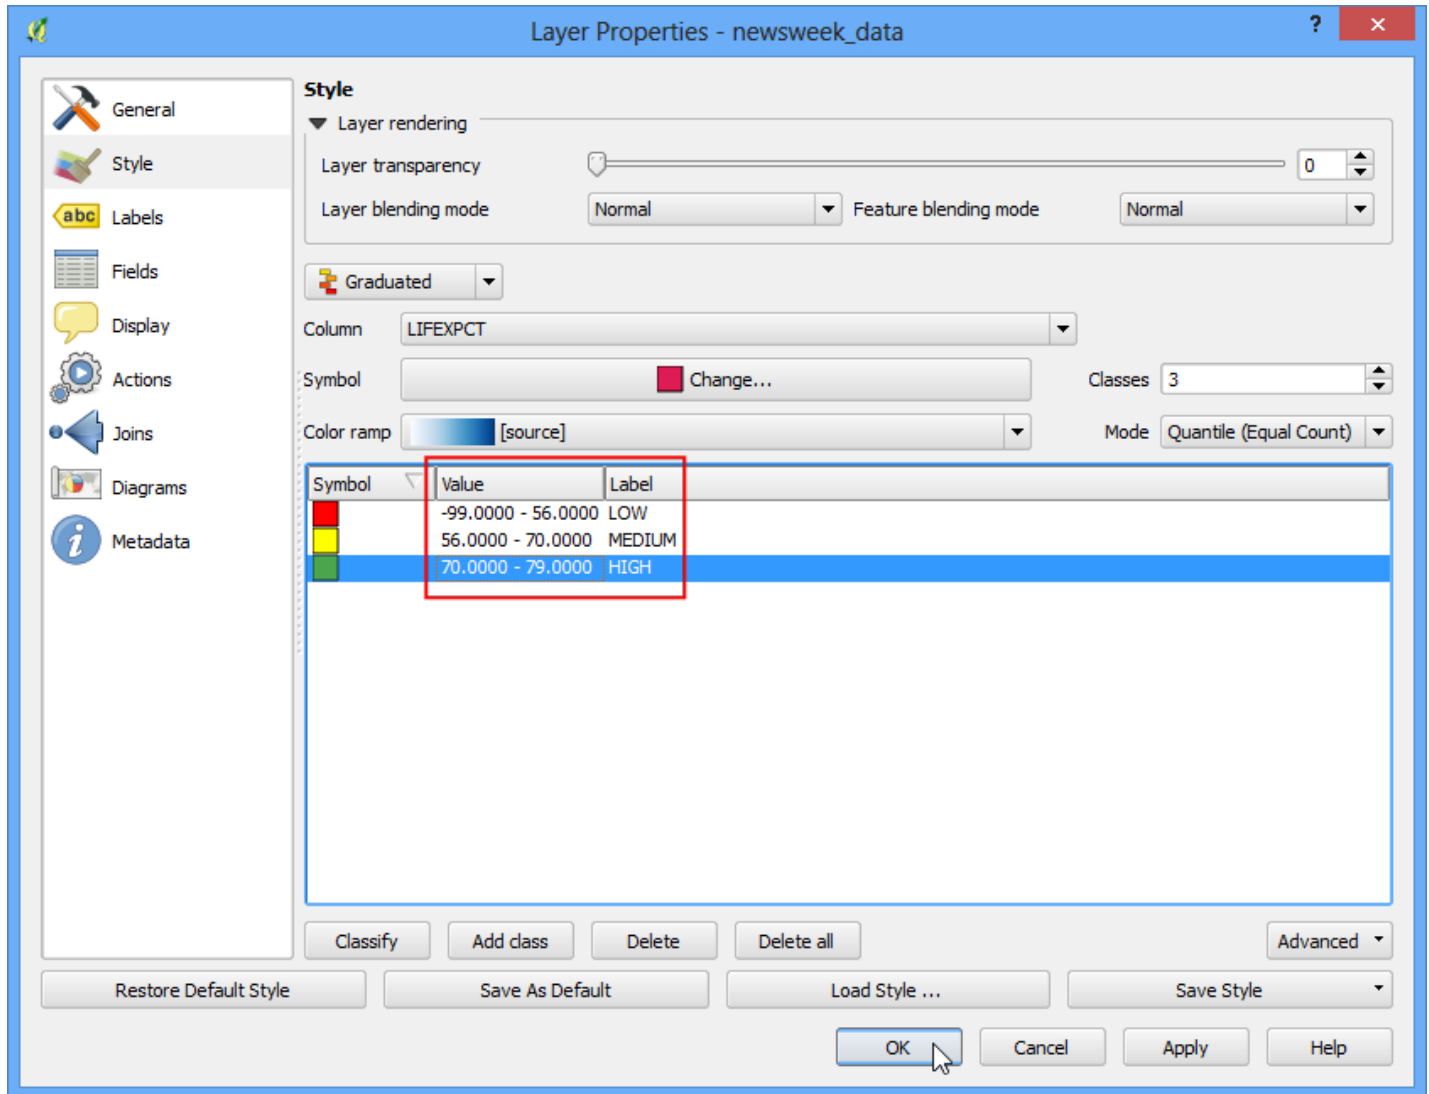 Layer Properties - newsweek_data ?
General
Style
abc Labels
Fields
Display
Actions
Joins
Diagrams
i Metadata
Style
Layer rendering
Layer transparency 0
Layer blending mode Normal Feature blending mode Normal
Graduated
Column LIFEXPCT
Symbol Change... Classes 3
Color ramp [source] Mode Quantile (Equal Count)
Symbol Value Label
-99.0000 - 56.0000 LOW
56.0000 - 70.0000 MEDIUM
70.0000 - 79.0000 HIGH
Classify Add class Delete Delete all Advanced
Restore Default Style Save As Default Load Style ... Save Style
OK Cancel Apply Help